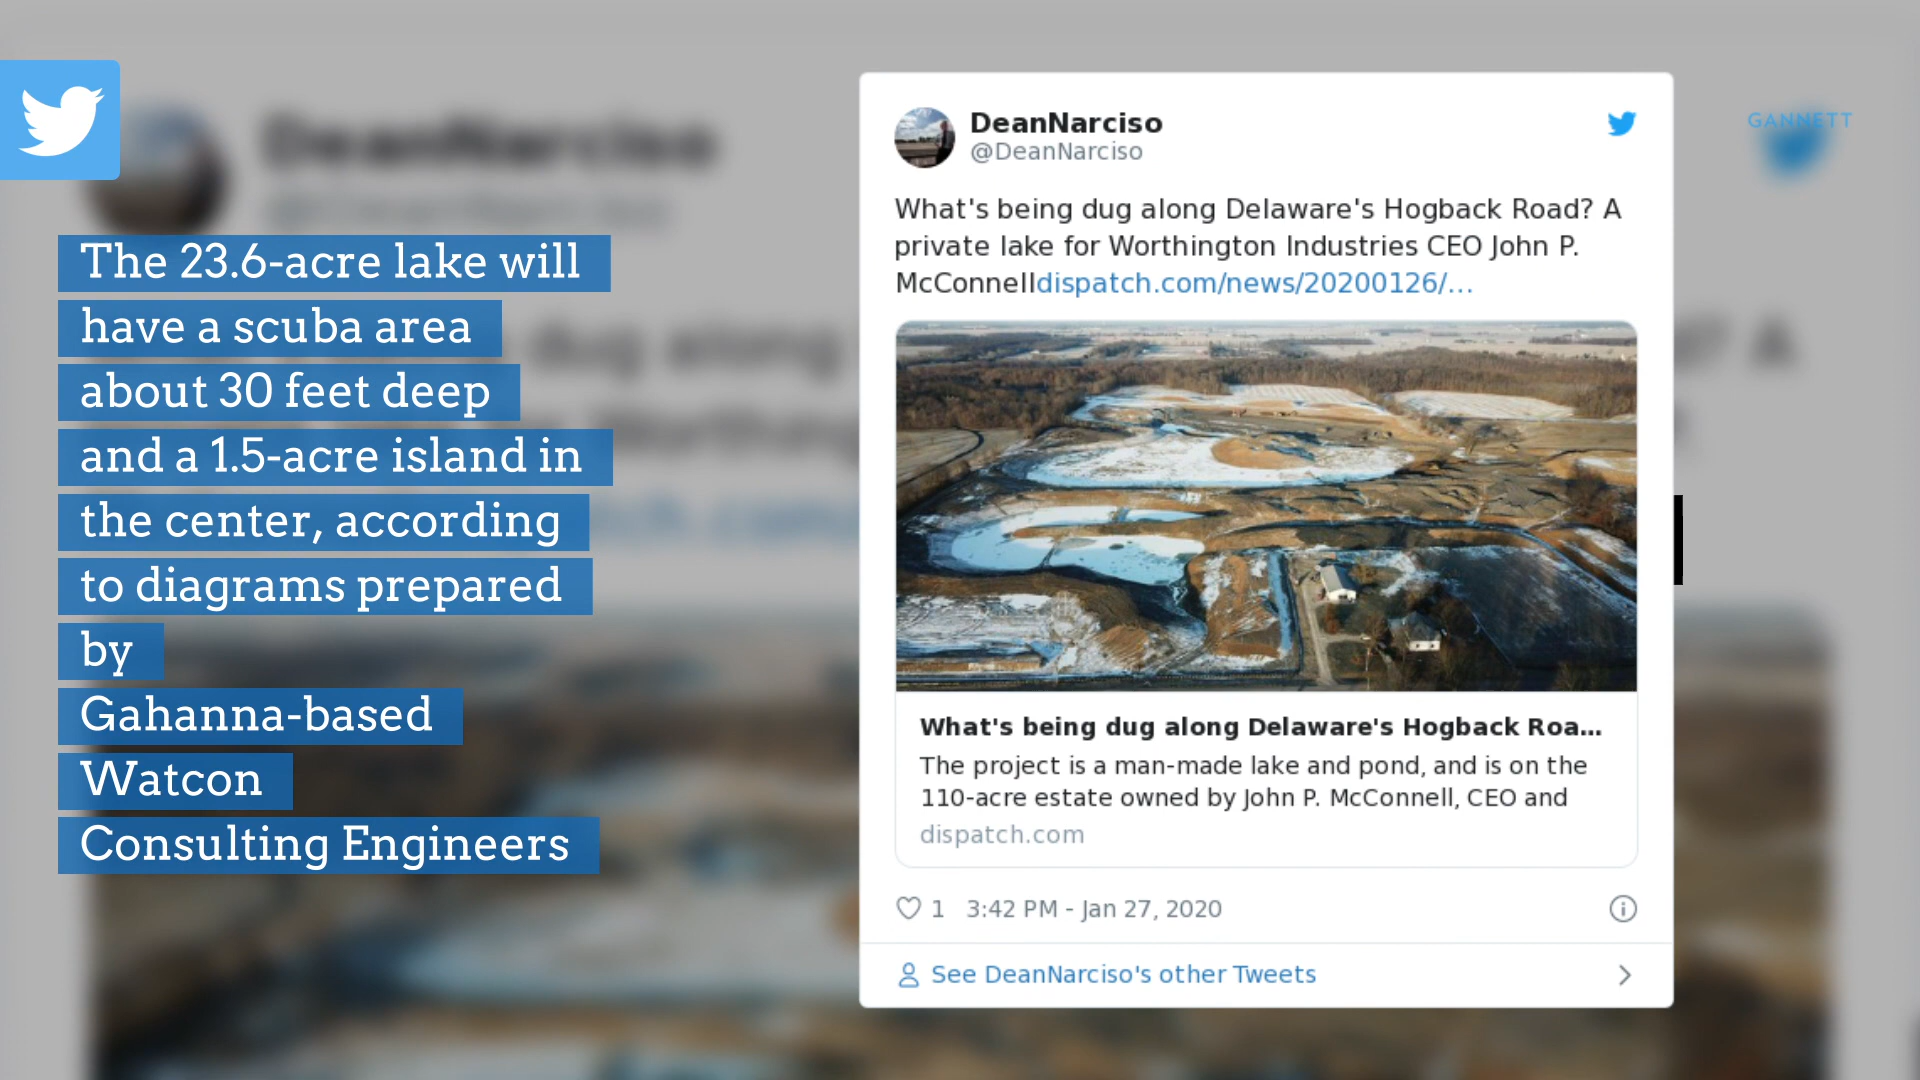 The 23.6-acre lake will
have a scuba area
about 30 feet deep
and a 1.5-acre island in
the center, according
to diagrams prepared
by
Gahanna-based
Watcon
Consulting Engineers
DeanNarciso
@DeanNarciso
What's being dug along Delaware's Hogback Road? A
private lake for Worthington Industries CEO John P.
McConnelldispatch.com/news/20200126/…
What's being dug along Delaware's Hogback Roa...
The project is a man-made lake and pond, and is on the
110-acre estate owned by John P. McConnell, CEO and
dispatch.com
1 3:42 PM - Jan 27, 2020
See DeanNarciso's other Tweets
GANNETT